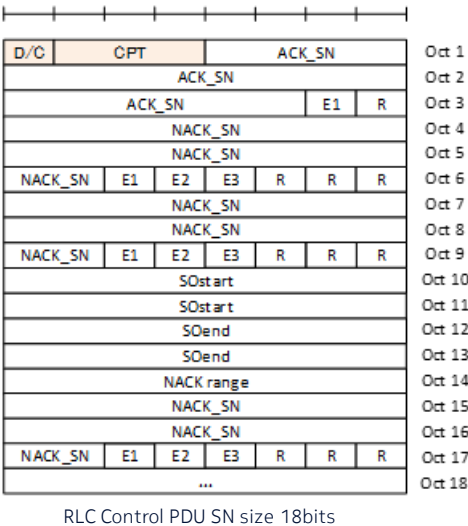 D/C CPT ACK_SN Oct 1
ACK_SN Oct 2
ACK_SN E1 R Oct 3
NACK_SN Oct 4
NACK_SN Oct 5
NACK_SN E1 E2 E3 R R R Oct 6
NACK_SN Oct 7
NACK_SN Oct 8
NACK_SN E1 E2 E3 R R R Oct 9
SOstart Oct 10
SOstart Oct 11
SOend Oct 12
SOend Oct 13
NACK range Oct 14
NACK_SN Oct 15
NACK_SN Oct 16
NACK_SN E1 E2 E3 R R R Oct 17
... Oct 18
RLC Control PDU SN size 18bits